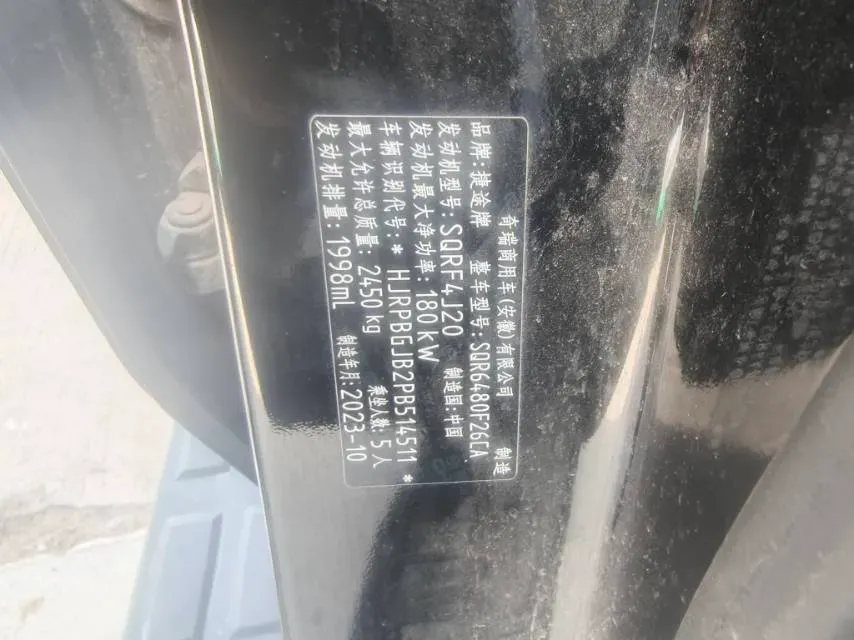 奇瑞商用车(安徽)有限公司 制造
品牌:捷途牌 整车型号:SQR6480F26CA
发动机型号:SQRF4J20 制造国:中国
发动机最大净功率:180kW
车辆识别代号:* HJRPBGJB2PB514511 *
最大允许总质量:2450kg 乘坐人数:5人
发动机排量:1998mL 制造年月:2023-10